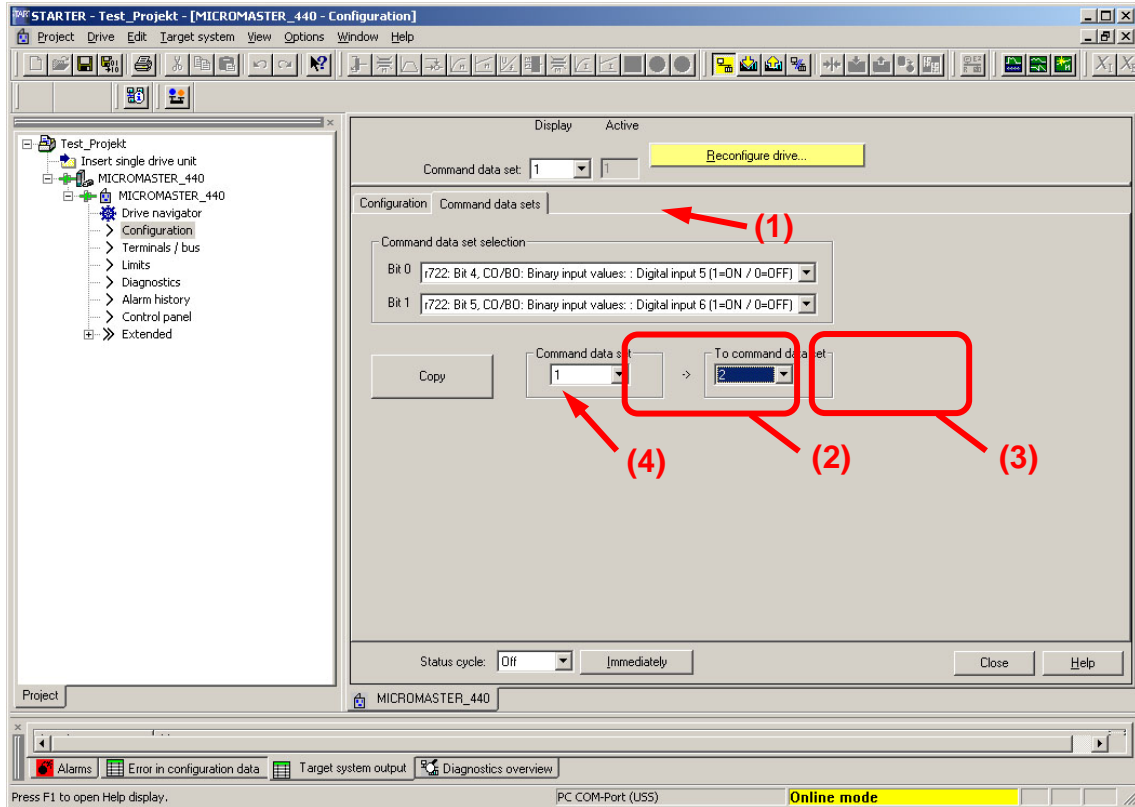 STARTER - Test_Projekt - [MICROMASTER_440 - Configuration]
Project Drive Edit Target system View Options Window Help
Test_Projekt
Insert single drive unit
MICROMASTER_440
MICROMASTER_440
Drive navigator
Configuration
Terminals / bus
Limits
Diagnostics
Alarm history
Control panel
Extended
Project
Display Active
Command data set: 1 1 Reconfigure drive...
Configuration Command data sets
(1)
Command data set selection
Bit 0 r722: Bit 4, CO/BO: Binary input values: : Digital input 5 (1=ON / 0=OFF)
Bit 1 r722: Bit 5, CO/BO: Binary input values: : Digital input 6 (1=ON / 0=OFF)
Command data set To command data set
Copy 1 -> 2
(4) (2) (3)
Status cycle: Off Immediately Close Help
MICROMASTER_440
Alarms Error in configuration data Target system output Diagnostics overview
Press F1 to open Help display. PC COM-Port (USS) Online mode